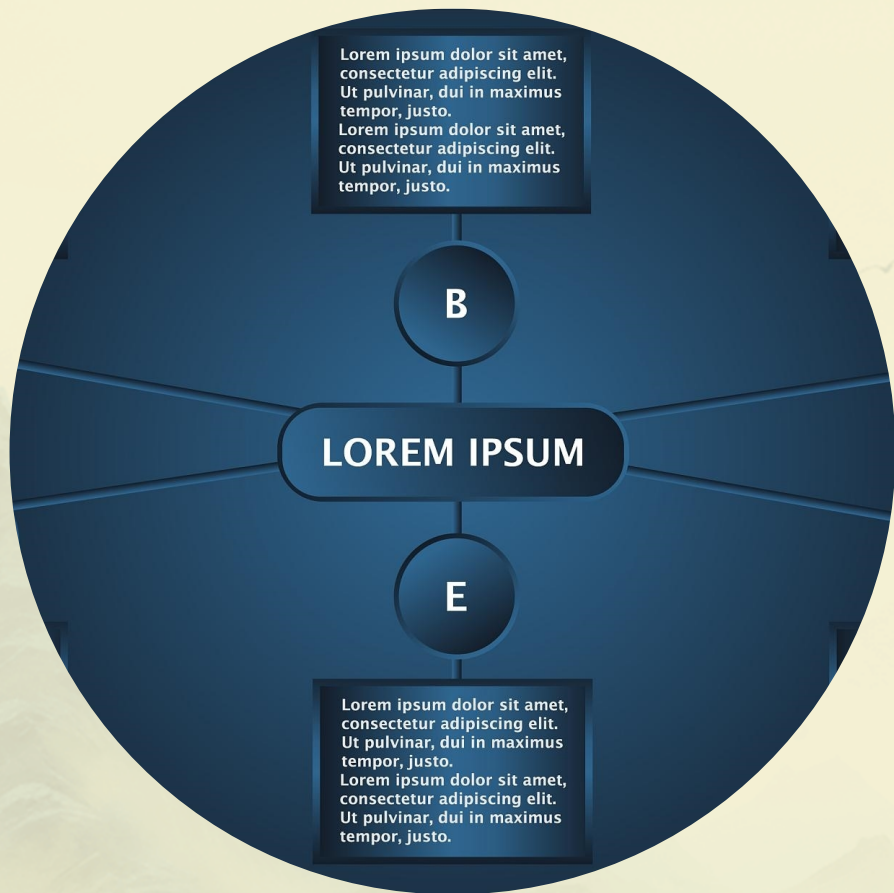 Lorem ipsum dolor sit amet,
consectetur adipiscing elit.
Ut pulvinar, dui in maximus
tempor, justo.
Lorem ipsum dolor sit amet,
consectetur adipiscing elit.
Ut pulvinar, dui in maximus
tempor, justo.
B
LOREM IPSUM
E
Lorem ipsum dolor sit amet,
consectetur adipiscing elit.
Ut pulvinar, dui in maximus
tempor, justo.
Lorem ipsum dolor sit amet,
consectetur adipiscing elit.
Ut pulvinar, dui in maximus
tempor, justo.